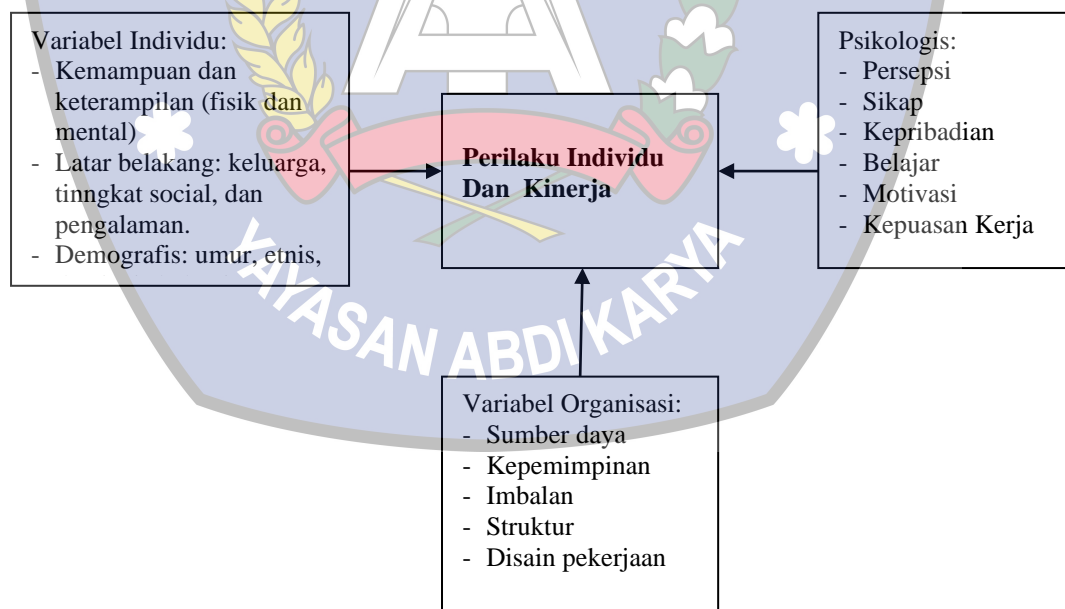 Variabel Individu:
- Kemampuan dan
keterampilan (fisik dan
mental)
- Latar belakang: keluarga,
tinngkat social, dan
pengalaman.
- Demografis: umur, etnis,
Perilaku Individu
Dan Kinerja
Psikologis:
- Persepsi
- Sikap
- Kepribadian
- Belajar
- Motivasi
- Kepuasan Kerja
Variabel Organisasi:
- Sumber daya
- Kepemimpinan
- Imbalan
- Struktur
- Disain pekerjaan
YAYASAN ABDI KARYA